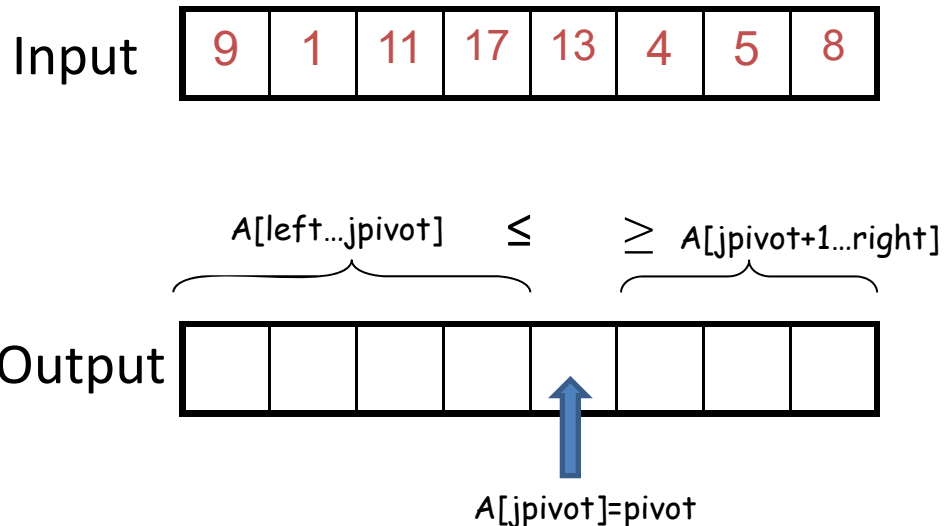 Input 9 1 11 17 13 4 5 8
A[left…jpivot] ≤ ≥ A[jpivot+1…right]
Output
A[jpivot]=pivot